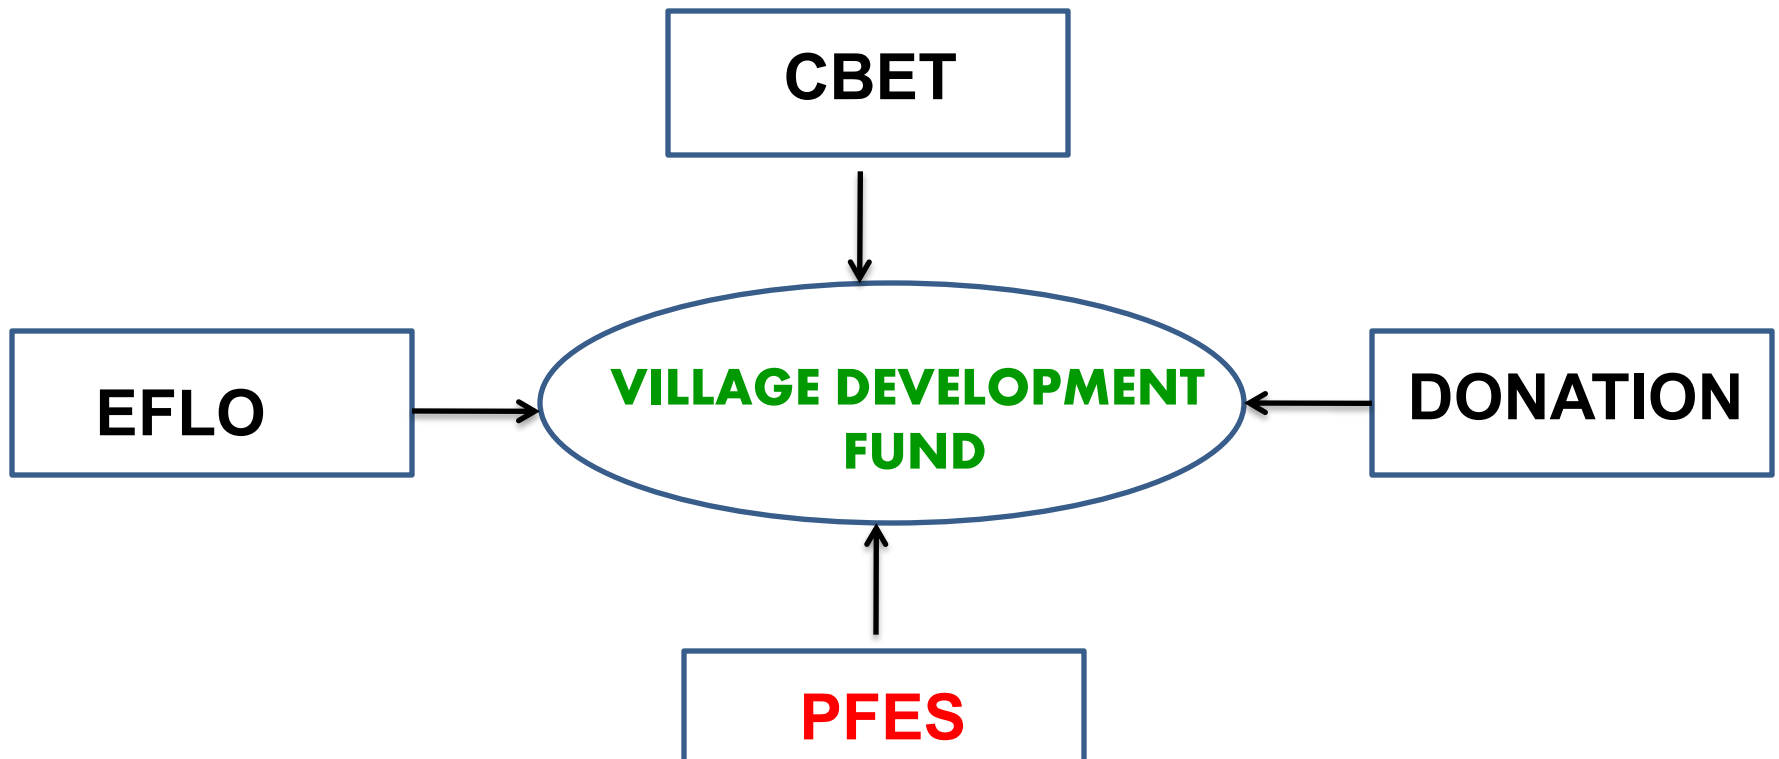 CBET
EFLO
VILLAGE DEVELOPMENT
FUND
DONATION
PFES